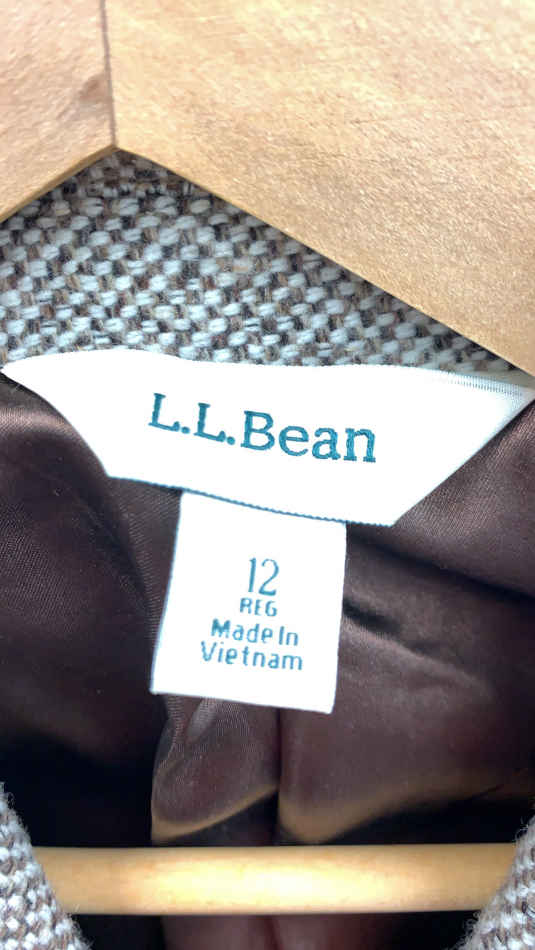 L.L.Bean
12
REG
Made In
Vietnam